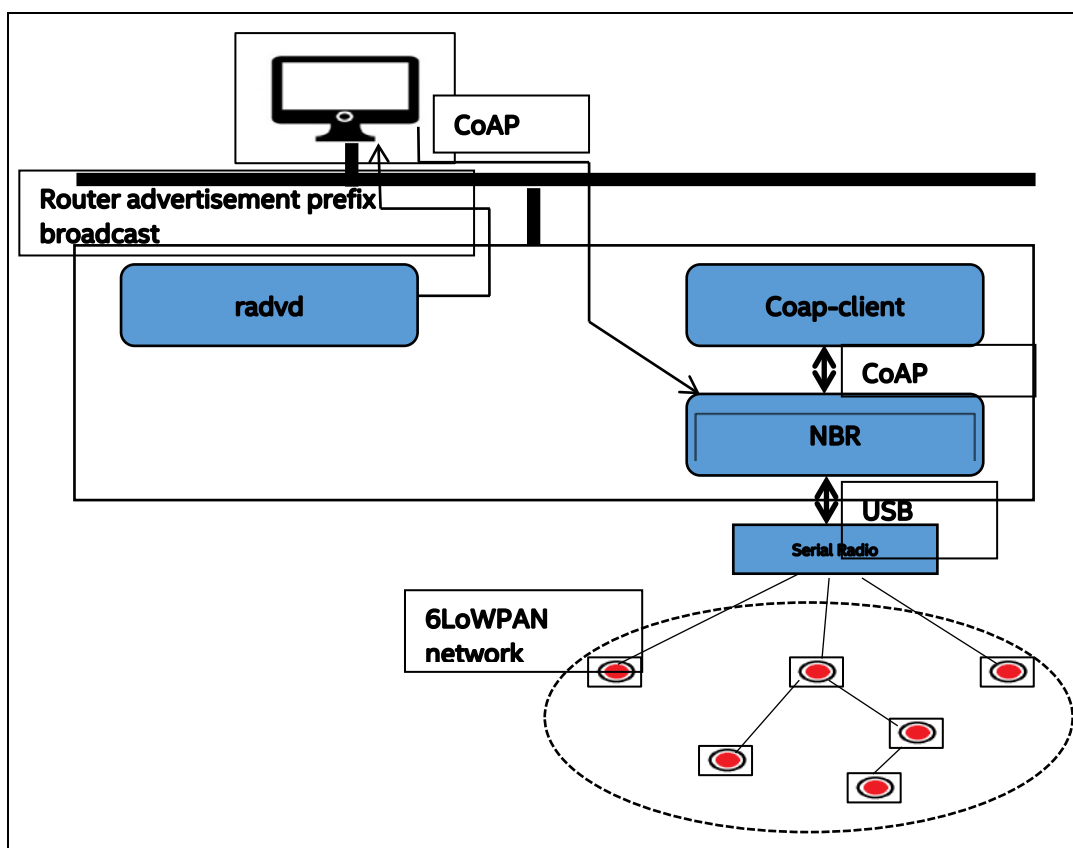 CoAP
Router advertisement prefix
broadcast
radvd
Coap-client
CoAP
NBR
USB
Serial Radio
6LoWPAN
network